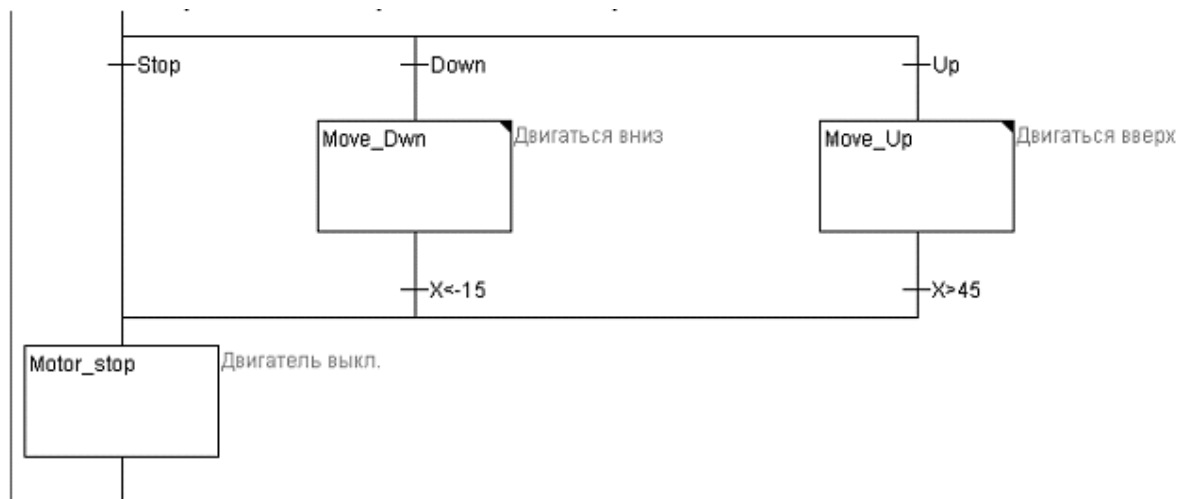 Stop
Down
Up
Move_Dwn
Двигаться вниз
Move_Up
Двигаться вверх
X<-15
X>45
Motor_stop
Двигатель выкл.